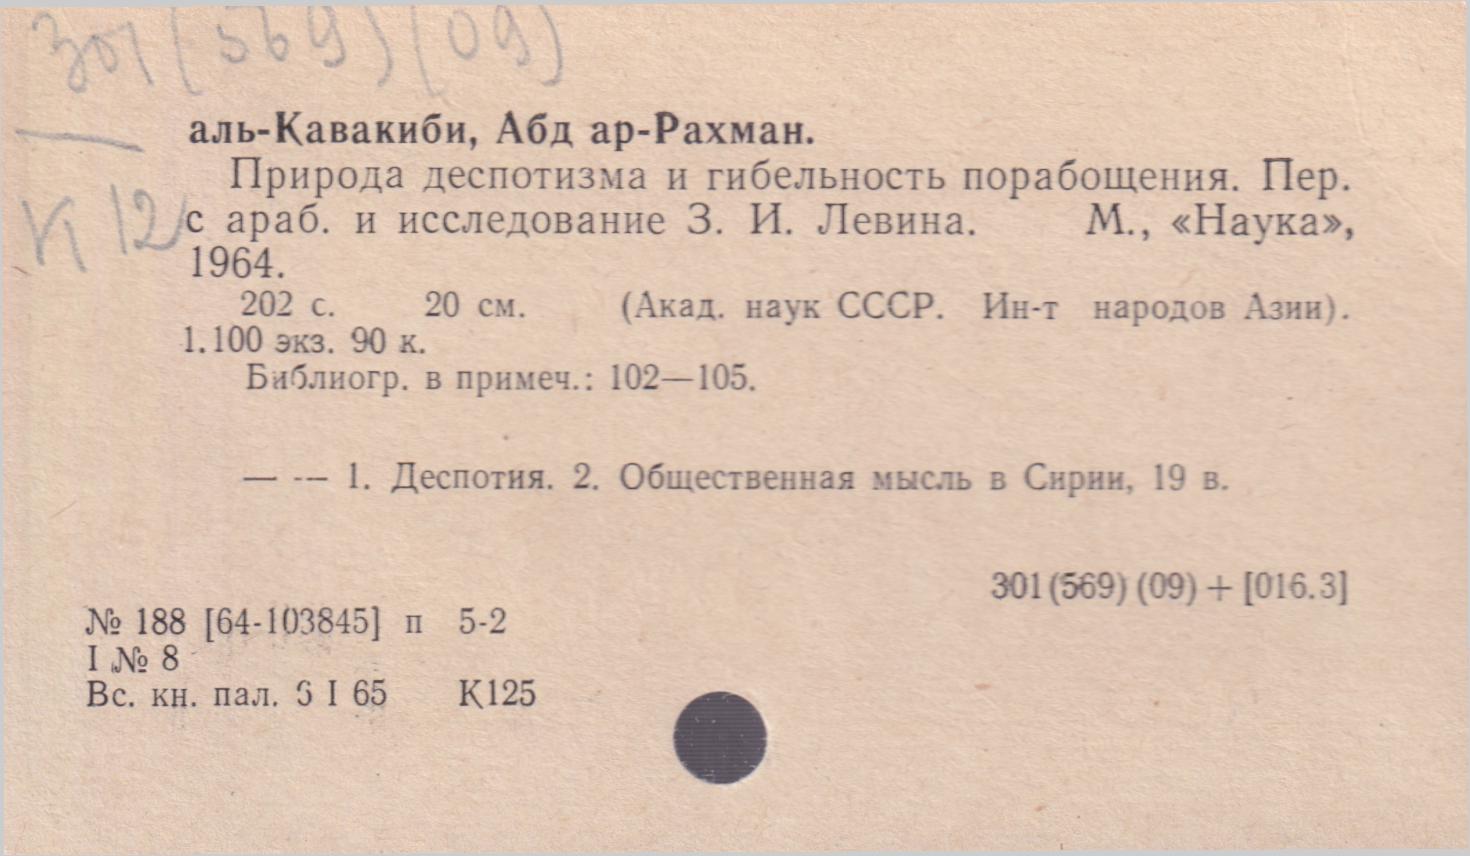 301(569)(09)
К 12
аль-Кавакиби, Абд ар-Рахман.
Природа деспотизма и гибельность порабощения. Пер.
с араб. и исследование З. И. Левина. М., «Наука»,
1964.
202 с. 20 см. (Акад. наук СССР. Ин-т народов Азии).
1.100 экз. 90 к.
Библиогр. в примеч.: 102—105.
— — 1. Деспотия. 2. Общественная мысль в Сирии, 19 в.
301(569) (09) + [016.3]
№ 188 [64-103845] п 5-2
I № 8
Вс. кн. пал. 6 I 65 К125